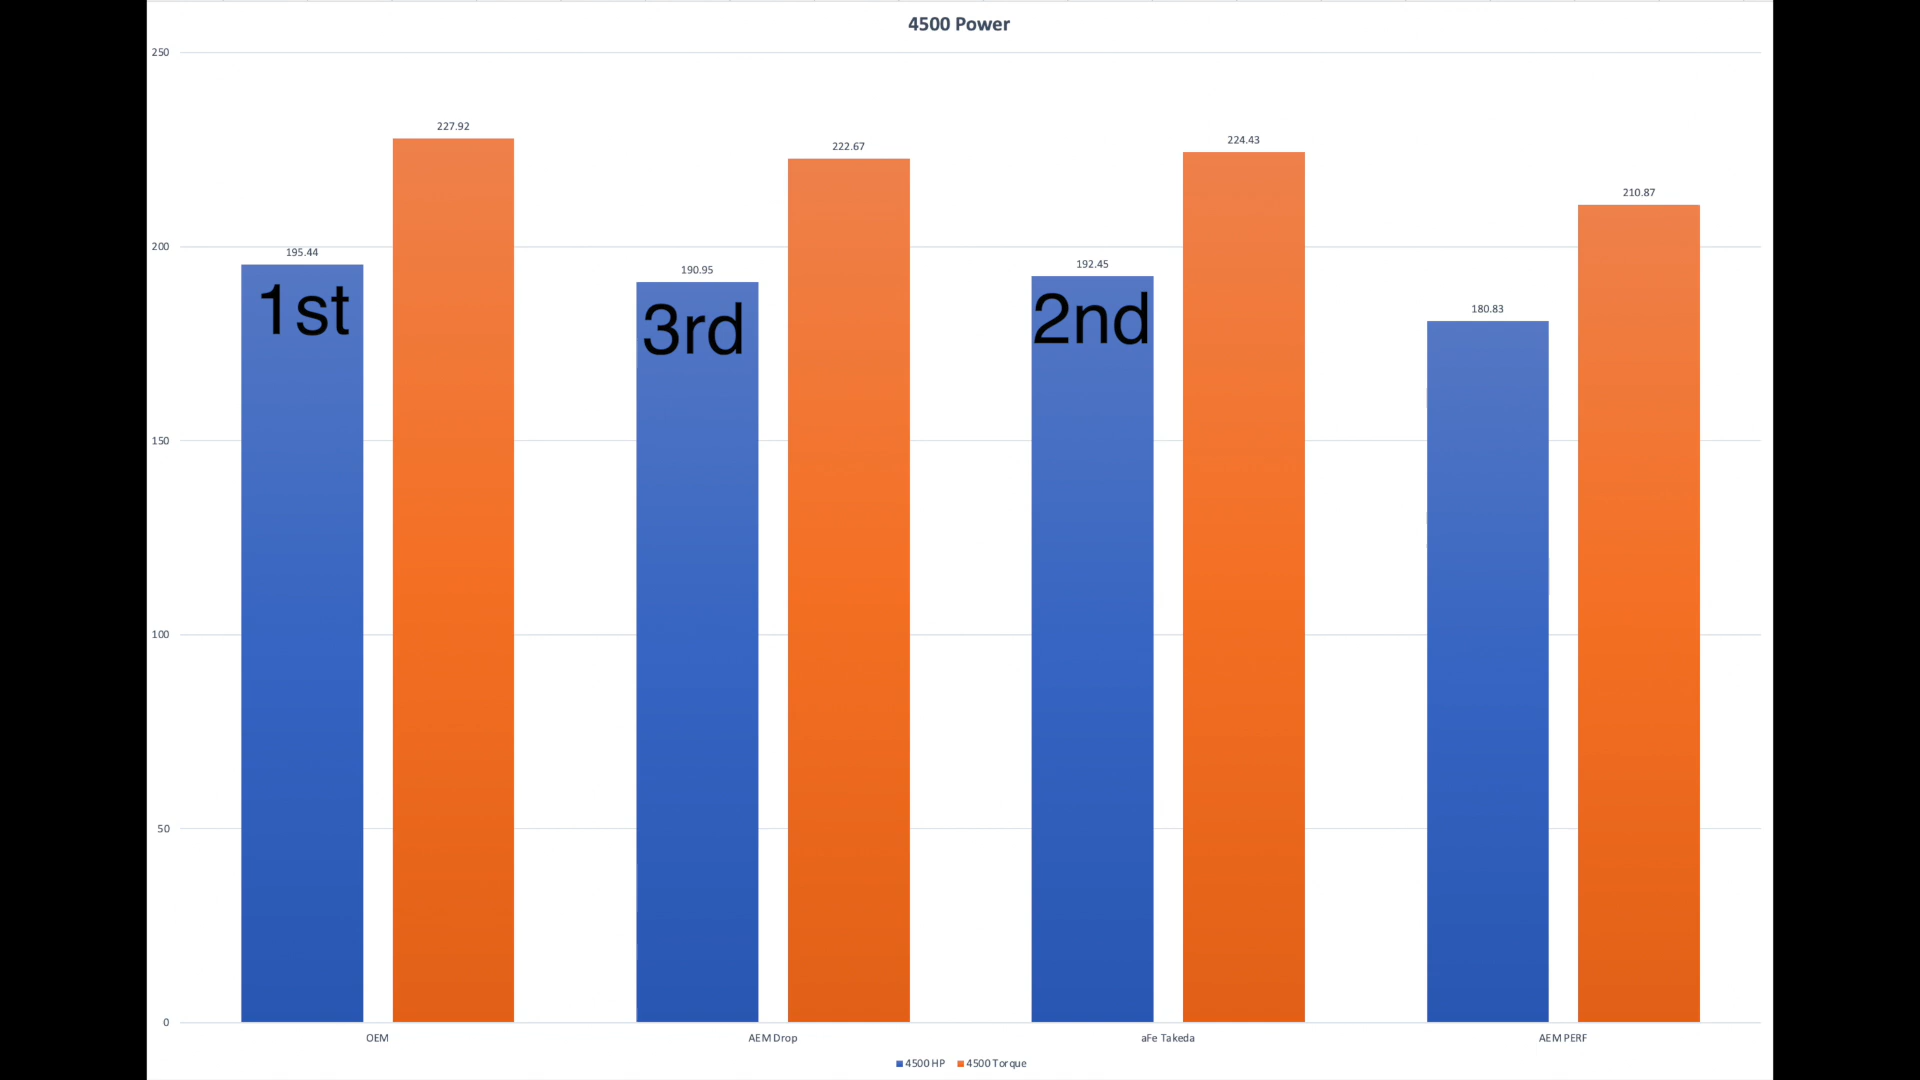 4500 Power
250
227.92
222.67
224.43
210.87
200
195.44
190.95
192.45
180.83
1st
3rd
2nd
150
100
50
0
OEM
AEM Drop
aFe Takeda
AEM PERF
4500 HP
4500 Torque